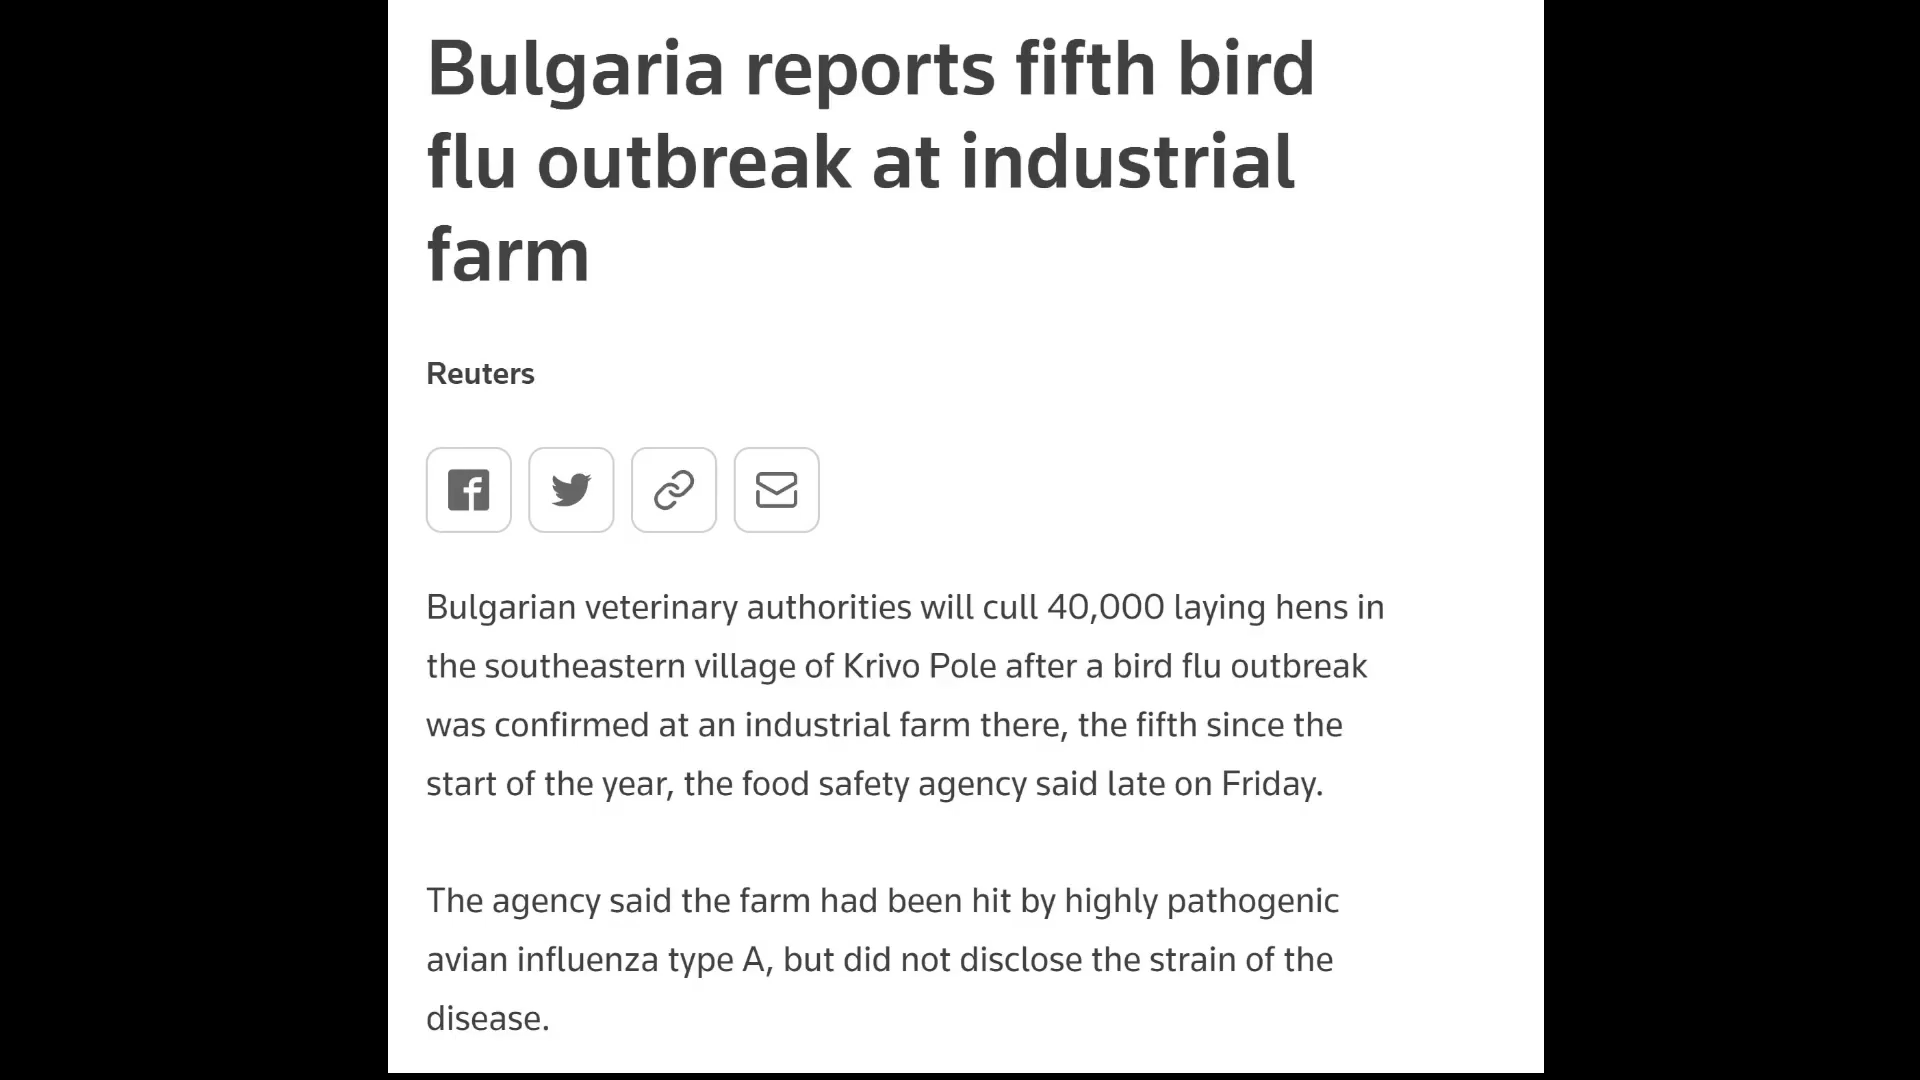 Bulgaria reports fifth bird
flu outbreak at industrial
farm
Reuters
Bulgarian veterinary authorities will cull 40,000 laying hens in
the southeastern village of Krivo Pole after a bird flu outbreak
was confirmed at an industrial farm there, the fifth since the
start of the year, the food safety agency said late on Friday.
The agency said the farm had been hit by highly pathogenic
avian influenza type A, but did not disclose the strain of the
disease.